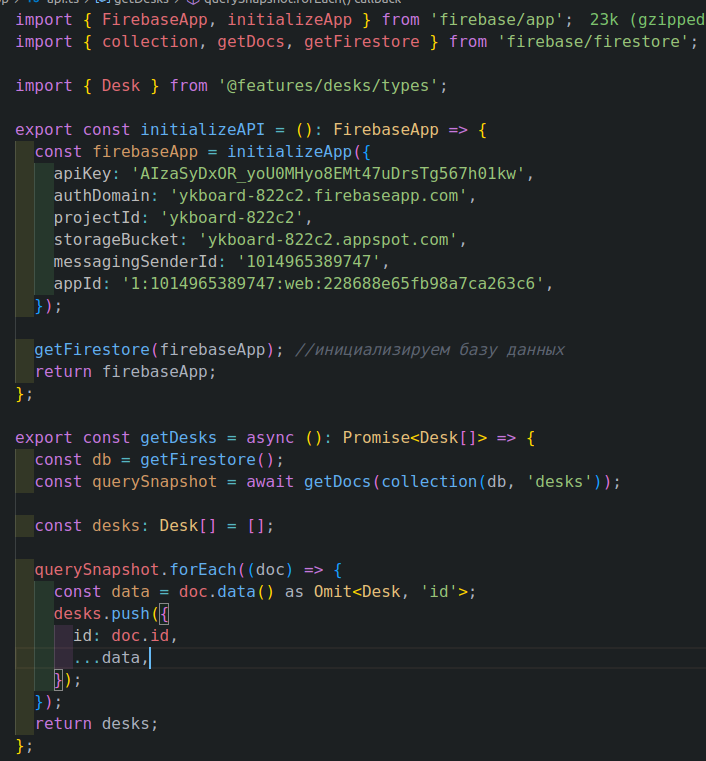 api.ts > getDesks > querySnapshot.forEach() callback
import { FirebaseApp, initializeApp } from 'firebase/app'; 23k (gzipped
import { collection, getDocs, getFirestore } from 'firebase/firestore';
import { Desk } from '@features/desks/types';
export const initializeAPI = (): FirebaseApp => {
const firebaseApp = initializeApp({
apiKey: 'AIzaSyDxOR_yoU0MHyo8EMt47uDrsTg567h01kw',
authDomain: 'ykboard-822c2.firebaseapp.com',
projectId: 'ykboard-822c2',
storageBucket: 'ykboard-822c2.appspot.com',
messagingSenderId: '1014965389747',
appId: '1:1014965389747:web:228688e65fb98a7ca263c6',
});
getFirestore(firebaseApp); //инициализируем базу данных
return firebaseApp;
};
export const getDesks = async (): Promise<Desk[]> => {
const db = getFirestore();
const querySnapshot = await getDocs(collection(db, 'desks'));
const desks: Desk[] = [];
querySnapshot.forEach((doc) => {
const data = doc.data() as Omit<Desk, 'id'>;
desks.push({
id: doc.id,
...data,
});
});
return desks;
};